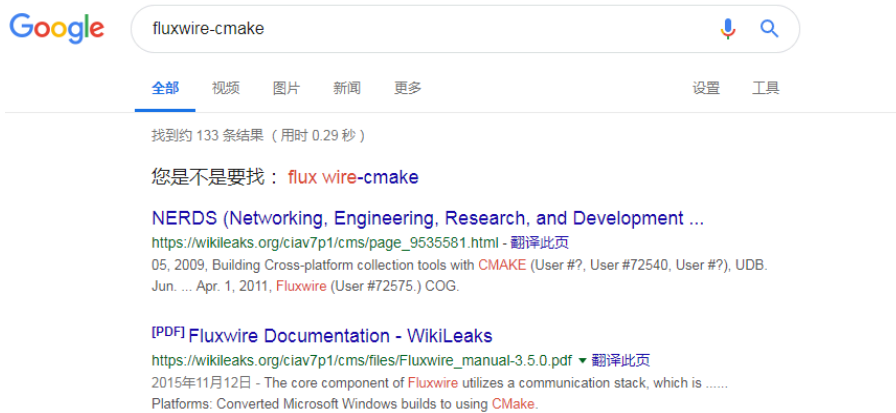 Google fluxwire-cmake
全部 视频 图片 新闻 更多 设置 工具
找到约 133 条结果 （用时 0.29 秒）
您是不是要找： flux wire-cmake
NERDS (Networking, Engineering, Research, and Development ...
https://wikileaks.org/ciav7p1/cms/page_9535581.html - 翻译此页
05, 2009, Building Cross-platform collection tools with CMAKE (User #?, User #72540, User #?), UDB.
Jun. ... Apr. 1, 2011, Fluxwire (User #72575.) COG.
[PDF] Fluxwire Documentation - WikiLeaks
https://wikileaks.org/ciav7p1/cms/files/Fluxwire_manual-3.5.0.pdf ▾ 翻译此页
2015年11月12日 - The core component of Fluxwire utilizes a communication stack, which is ......
Platforms: Converted Microsoft Windows builds to using CMake.